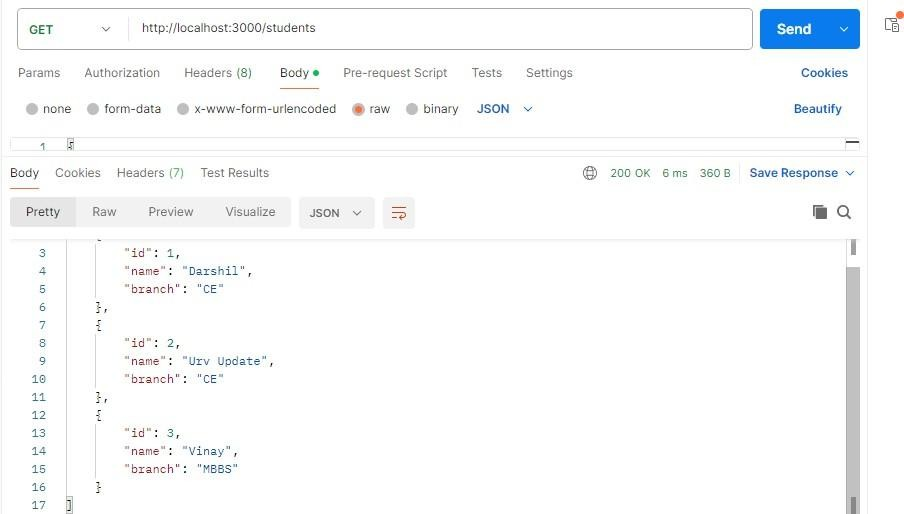 GET http://localhost:3000/students Send
Params Authorization Headers (8) Body Pre-request Script Tests Settings Cookies
none form-data x-www-form-urlencoded raw binary JSON Beautify
1 {
Body Cookies Headers (7) Test Results 200 OK 6 ms 360 B Save Response
Pretty Raw Preview Visualize JSON
3 "id": 1,
4 "name": "Darshil",
5 "branch": "CE"
6 },
7 {
8 "id": 2,
9 "name": "Urv Update",
10 "branch": "CE"
11 },
12 {
13 "id": 3,
14 "name": "Vinay",
15 "branch": "MBBS"
16 }
17 ]